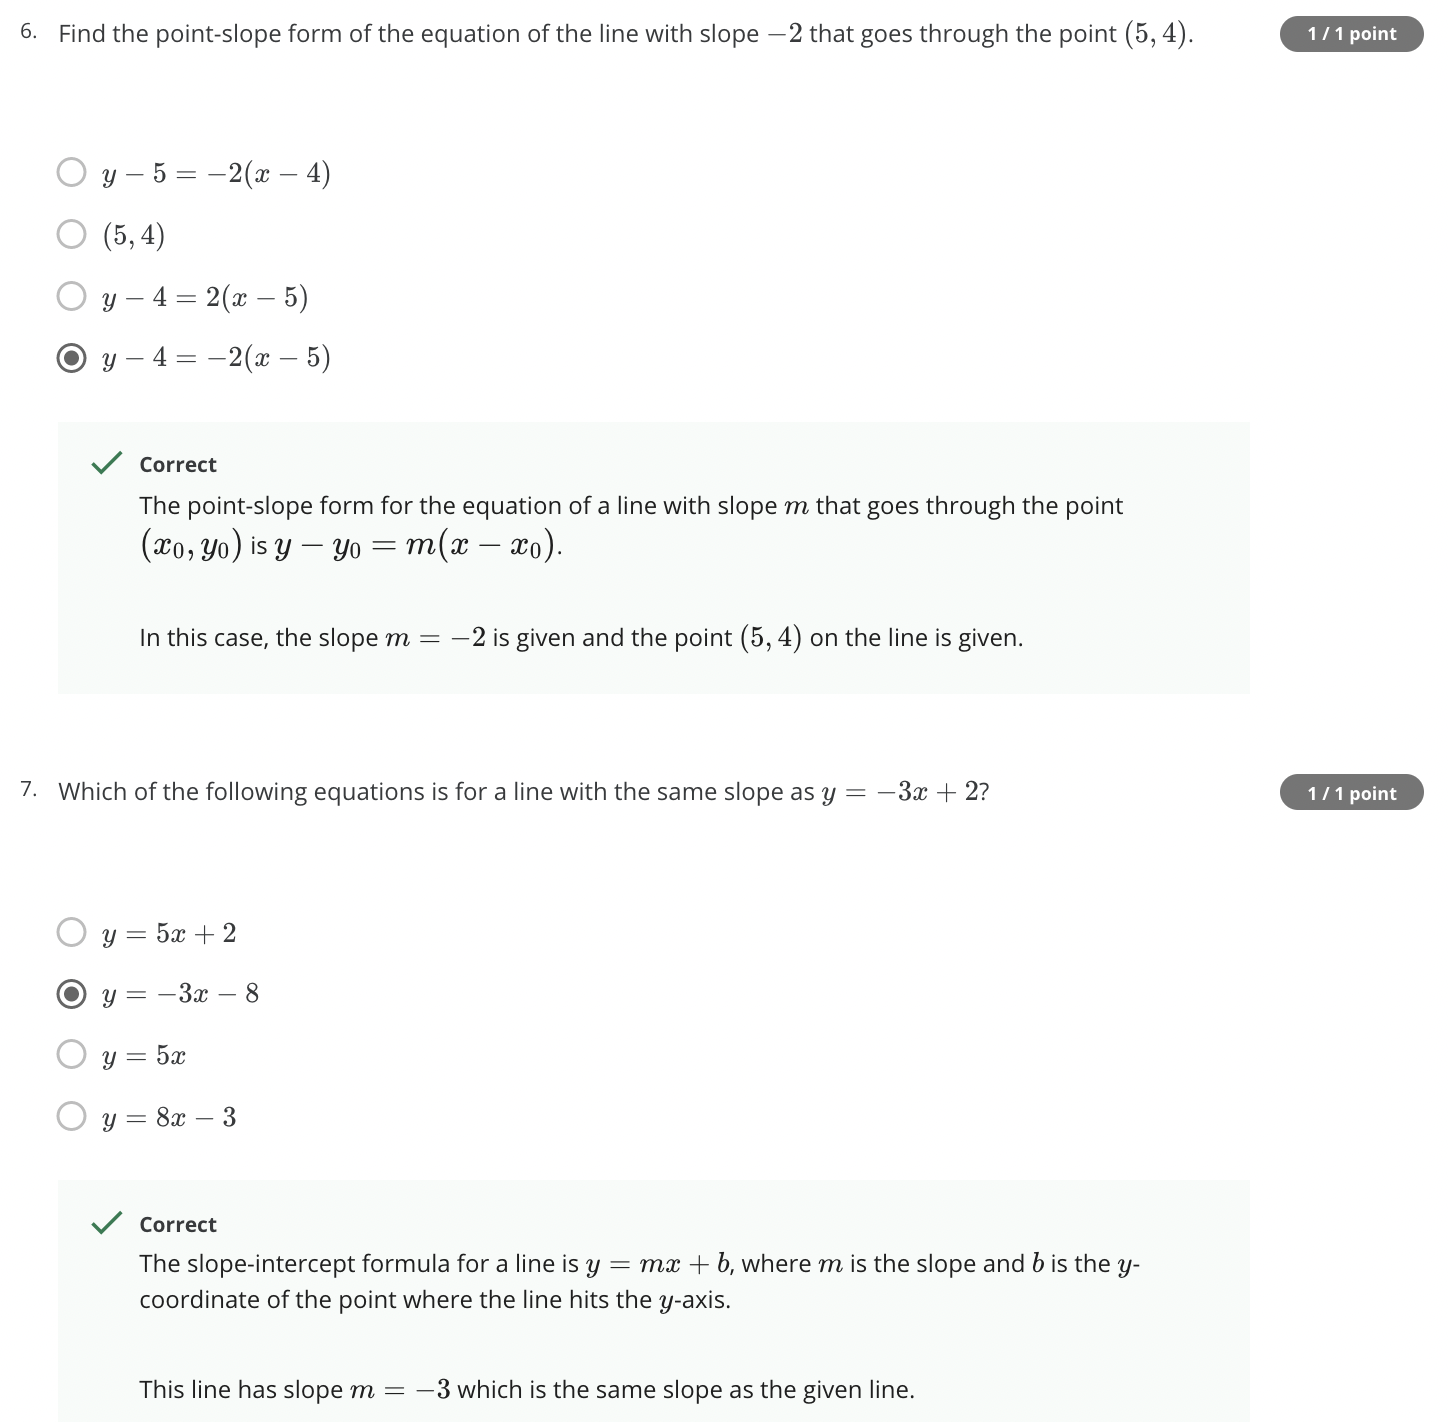 6. Find the point-slope form of the equation of the line with slope −2 that goes through the point (5, 4). 1 / 1 point
y − 5 = −2(x − 4)
(5, 4)
y − 4 = 2(x − 5)
y − 4 = −2(x − 5)
Correct
The point-slope form for the equation of a line with slope m that goes through the point
(x₀, y₀) is y − y₀ = m(x − x₀).
In this case, the slope m = −2 is given and the point (5, 4) on the line is given.
7. Which of the following equations is for a line with the same slope as y = −3x + 2? 1 / 1 point
y = 5x + 2
y = −3x − 8
y = 5x
y = 8x − 3
Correct
The slope-intercept formula for a line is y = mx + b, where m is the slope and b is the y-
coordinate of the point where the line hits the y-axis.
This line has slope m = −3 which is the same slope as the given line.